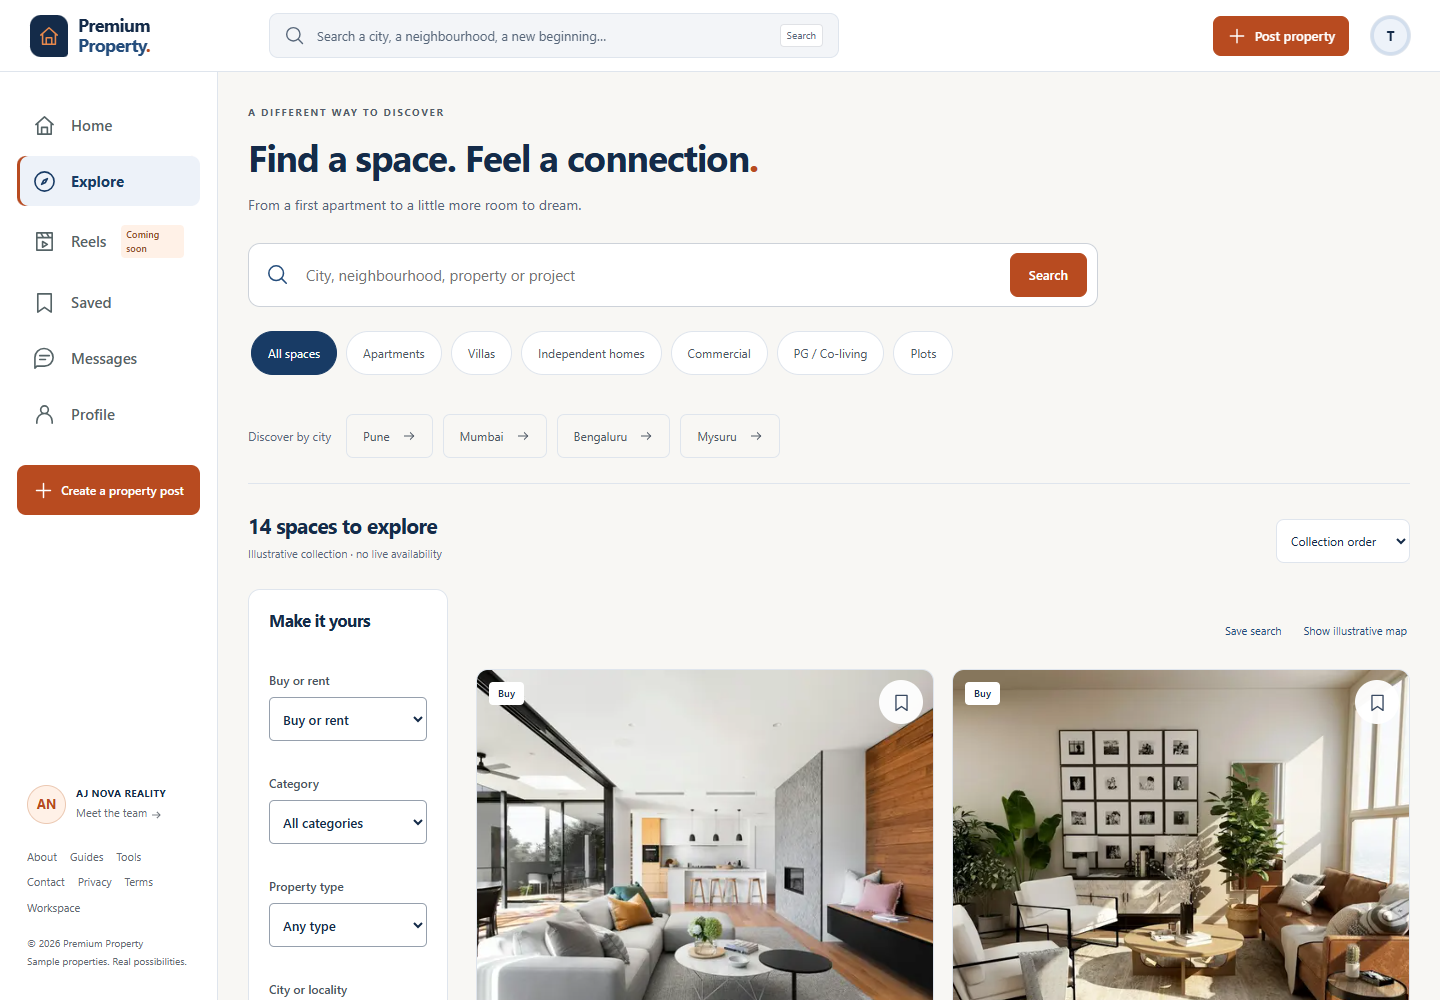 Premium
Property.
Search a city, a neighbourhood, a new beginning...
Search
Post property
T
Home
Explore
Reels
Coming
soon
Saved
Messages
Profile
Create a property post
AN
AJ NOVA REALITY
Meet the team →
About Guides Tools
Contact Privacy Terms
Workspace
© 2026 Premium Property
Sample properties. Real possibilities.
A DIFFERENT WAY TO DISCOVER
Find a space. Feel a connection.
From a first apartment to a little more room to dream.
City, neighbourhood, property or project
Search
All spaces Apartments Villas Independent homes Commercial PG / Co-living Plots
Discover by city Pune → Mumbai → Bengaluru → Mysuru →
14 spaces to explore
Illustrative collection · no live availability
Collection order
Make it yours
Buy or rent
Buy or rent
Category
All categories
Property type
Any type
City or locality
Save search Show illustrative map
Buy
Buy